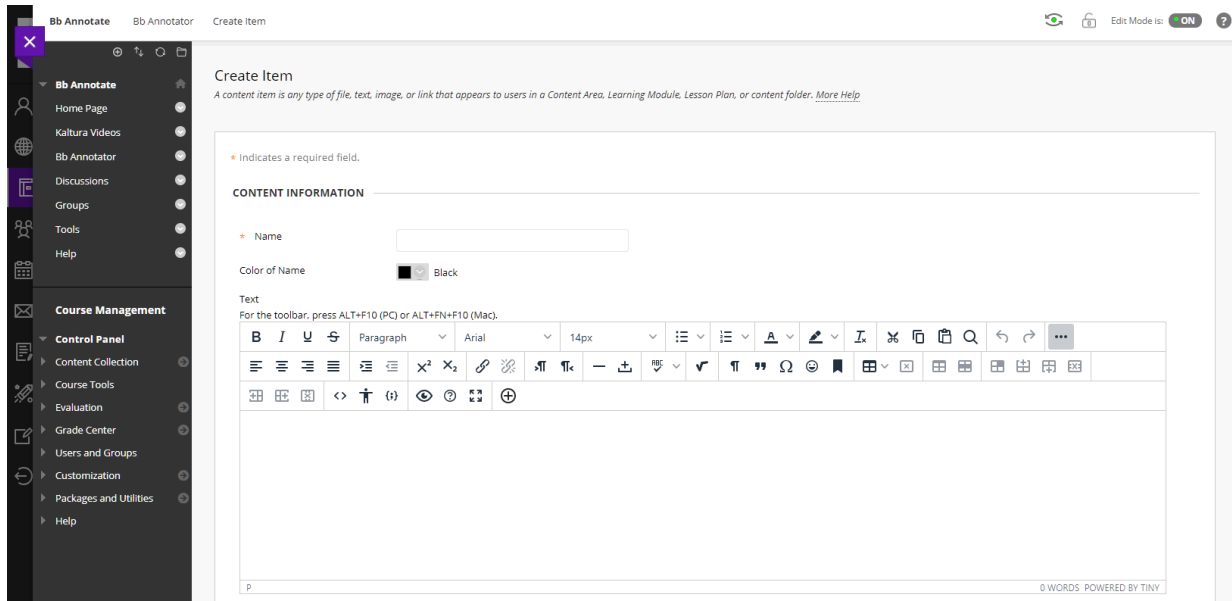 Bb Annotate Bb Annotator Create Item Edit Mode is: ON ?
Bb Annotate
Home Page
Kaltura Videos
Bb Annotator
Discussions
Groups
Tools
Help
Course Management
Control Panel
Content Collection
Course Tools
Evaluation
Grade Center
Users and Groups
Customization
Packages and Utilities
Help
Create Item
A content item is any type of file, text, image, or link that appears to users in a Content Area, Learning Module, Lesson Plan, or content folder. More Help
* Indicates a required field.
CONTENT INFORMATION
* Name
Color of Name Black
Text
For the toolbar, press ALT+F10 (PC) or ALT+FN+F10 (Mac).
B I U S Paragraph Arial 14px
P 0 WORDS POWERED BY TINY